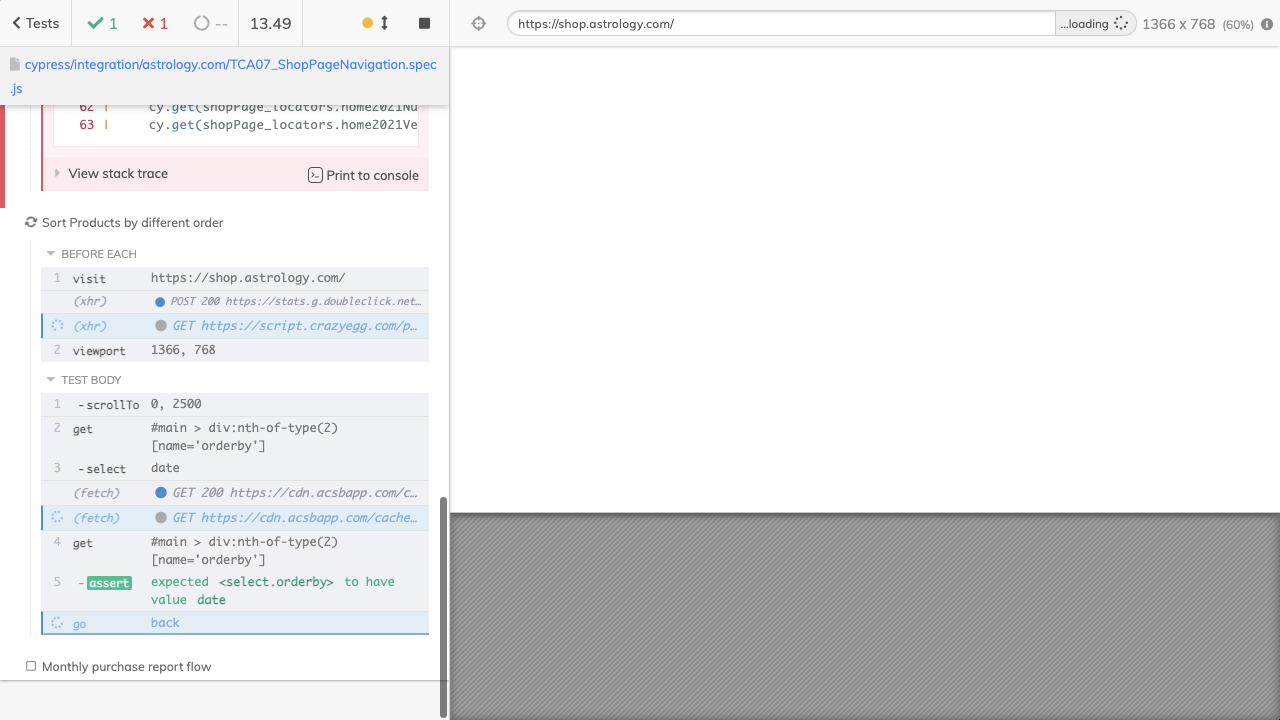 Tests
1
1
--
13.49
https://shop.astrology.com/
...loading
1366 x 768 (60%)
cypress/integration/astrology.com/TCA07_ShopPageNavigation.spec
.js
62 | cy.get(shopPage_locators.home2021Nu
63 | cy.get(shopPage_locators.home2021Ve
View stack trace
Print to console
Sort Products by different order
BEFORE EACH
1 visit https://shop.astrology.com/
(xhr) POST 200 https://stats.g.doubleclick.net…
(xhr) GET https://script.crazyegg.com/p…
2 viewport 1366, 768
TEST BODY
1 -scrollTo 0, 2500
2 get #main > div:nth-of-type(2)
[name='orderby']
3 -select date
(fetch) GET 200 https://cdn.acsbapp.com/c…
(fetch) GET https://cdn.acsbapp.com/cache…
4 get #main > div:nth-of-type(2)
[name='orderby']
5 -assert expected <select.orderby> to have
value date
go back
Monthly purchase report flow